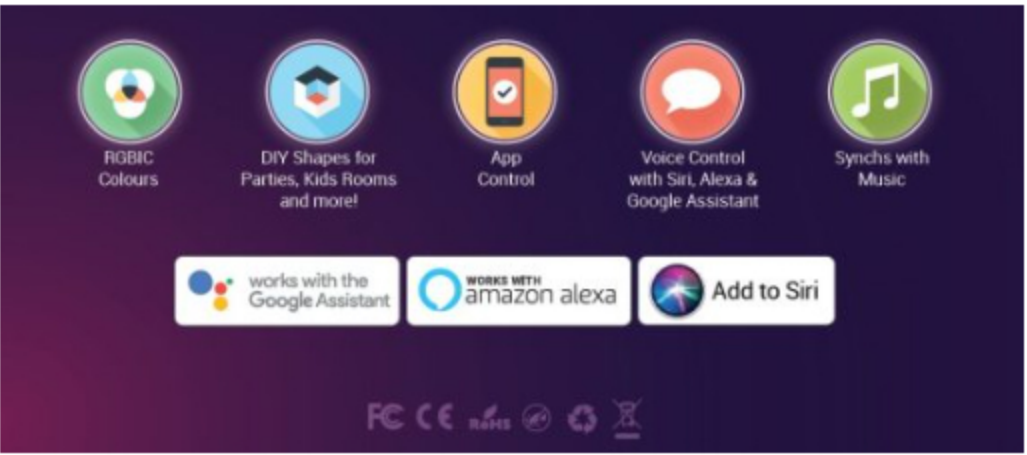 RGBIC
Colours
DIY Shapes for
Parties, Kids Rooms
and more!
App
Control
Voice Control
with Siri, Alexa &
Google Assistant
Synchs with
Music
works with the
Google Assistant
WORKS WITH
amazon alexa
Add to Siri
FC CE RoHS